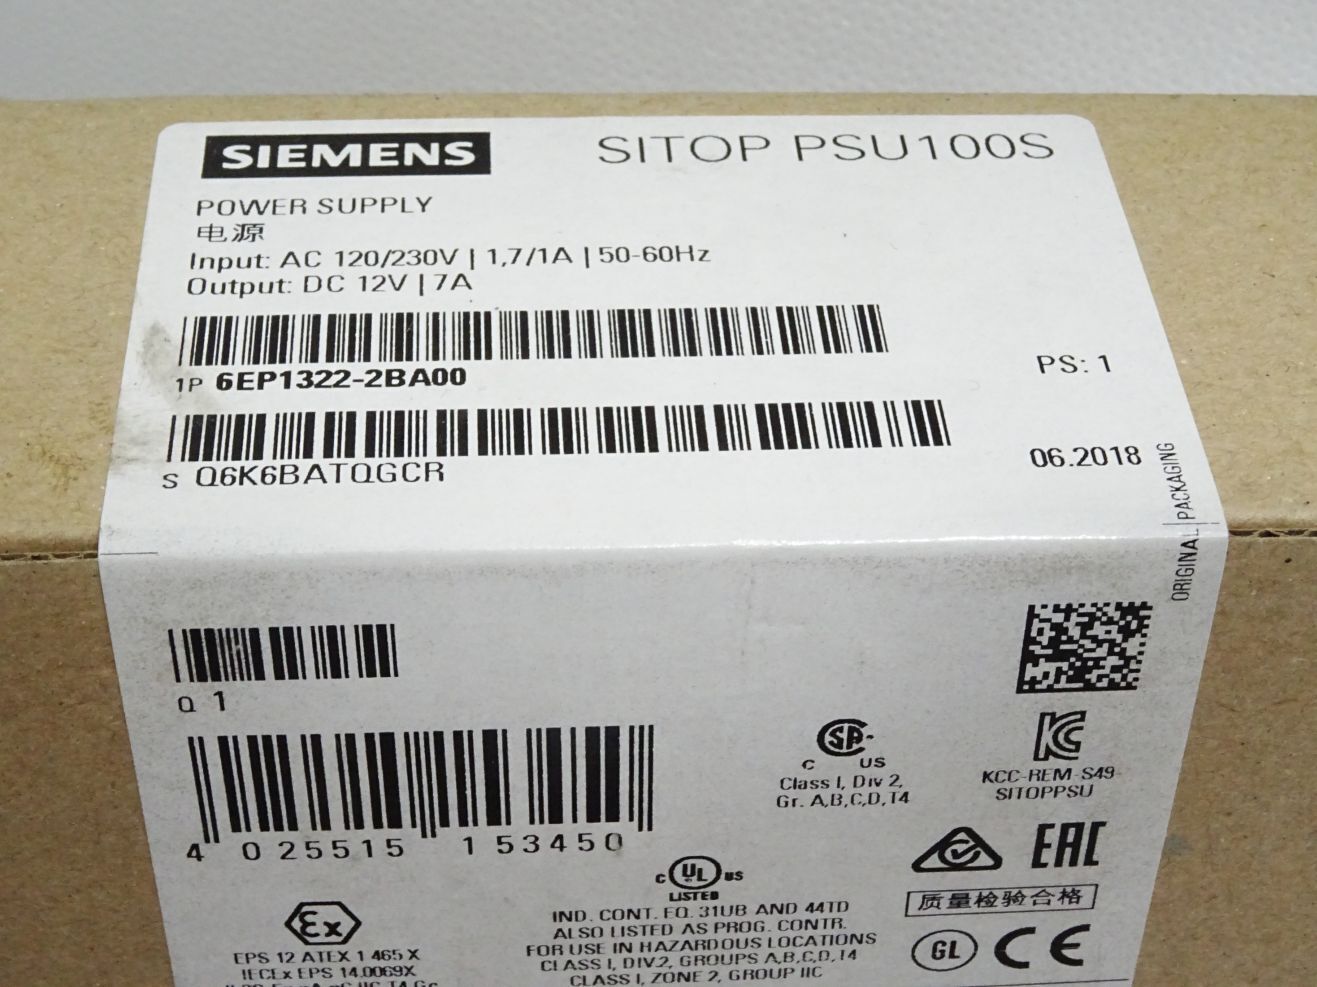 SIEMENS
SITOP PSU100S
POWER SUPPLY
电源
Input: AC 120/230V | 1,7/1A | 50-60Hz
Output: DC 12V | 7A
1P 6EP1322-2BA00
PS: 1
S Q6K6BATQGCR
06.2018
ORIGINAL | PACKAGING
Q 1
4 025515 153450
C SA US
Class I, Div 2,
Gr. A,B,C,D,T4
KC
KCC-REM-S49-
SITOPPSU
EAC
C UL US
LISTED
IND. CONT. EQ. 31UB AND 44TD
ALSO LISTED AS PROG. CONTR.
FOR USE IN HAZARDOUS LOCATIONS
CLASS I, DIV.2, GROUPS A,B,C,D, T4
CLASS I, ZONE 2, GROUP IIC
质量检验合格
GL CE
Ex
EPS 12 ATEX 1 465 X
IECEx EPS 14.0069X